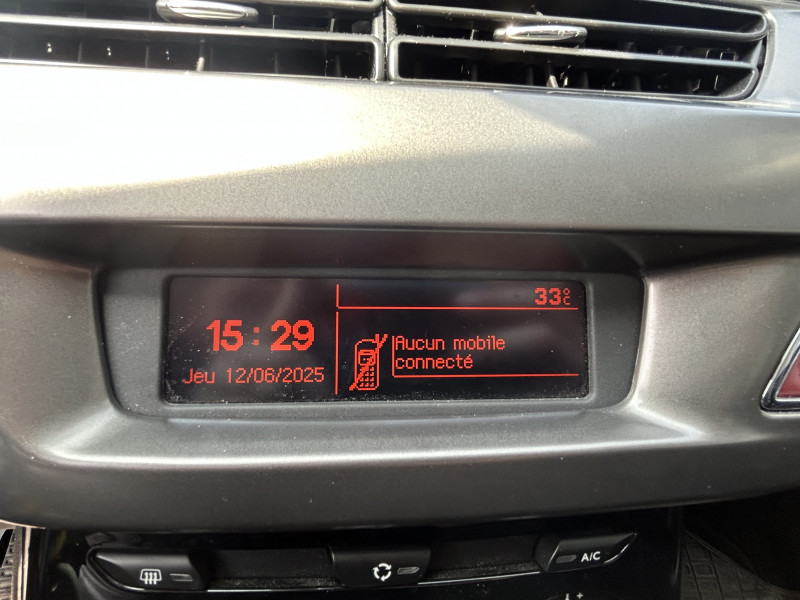 33°C
15:29
Aucun mobile
connecté
Jeu 12/06/2025
A/C